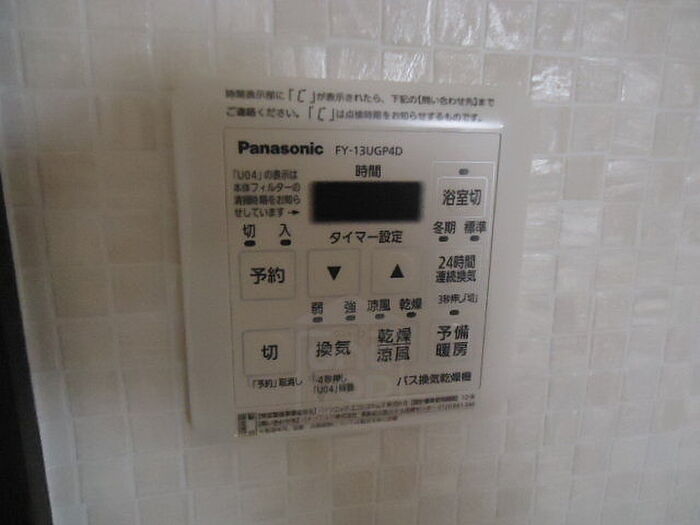 時間表示部に「Ⴀ」が表示されたら、下記の【問い合わせ先】まで
ご連絡ください。「 」は点検時期をお知らせするものです。
Panasonic FY-13UGP4D
「U04」の表示は
本体フィルターの
清掃時期をお知ら
せしています→
時間
浴室切
切 入
タイマー設定
冬期 標準
予約 ▼ ▲
24時間
連続換気
弱 強 涼風 乾燥
3秒押し「切」
切 換気
乾燥
涼風
予備
暖房
「予約」取消し
「U04」
バス換気乾燥機